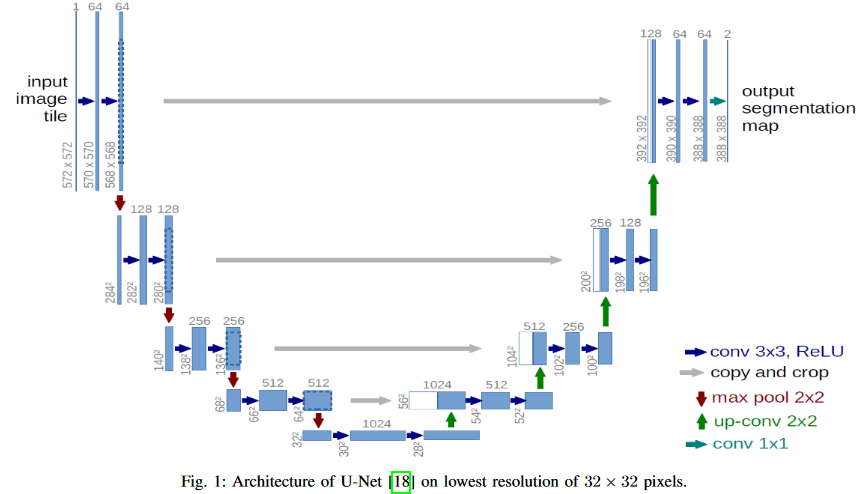 1 64 64
input
image
tile
572 x 572
570 x 570
568 x 568
128 64 64 2
output
segmentation
map
392 x 392
390 x 390
388 x 388
388 x 388
128 128
284²
282²
280²
256 128
200²
198²
196²
256 256
140²
138²
136²
512 256
104²
102²
100²
512 512
68²
66²
64²
1024 512
56²
54²
52²
1024
32²
30²
28²
conv 3x3, ReLU
copy and crop
max pool 2x2
up-conv 2x2
conv 1x1
Fig. 1: Architecture of U-Net [18] on lowest resolution of 32 × 32 pixels.